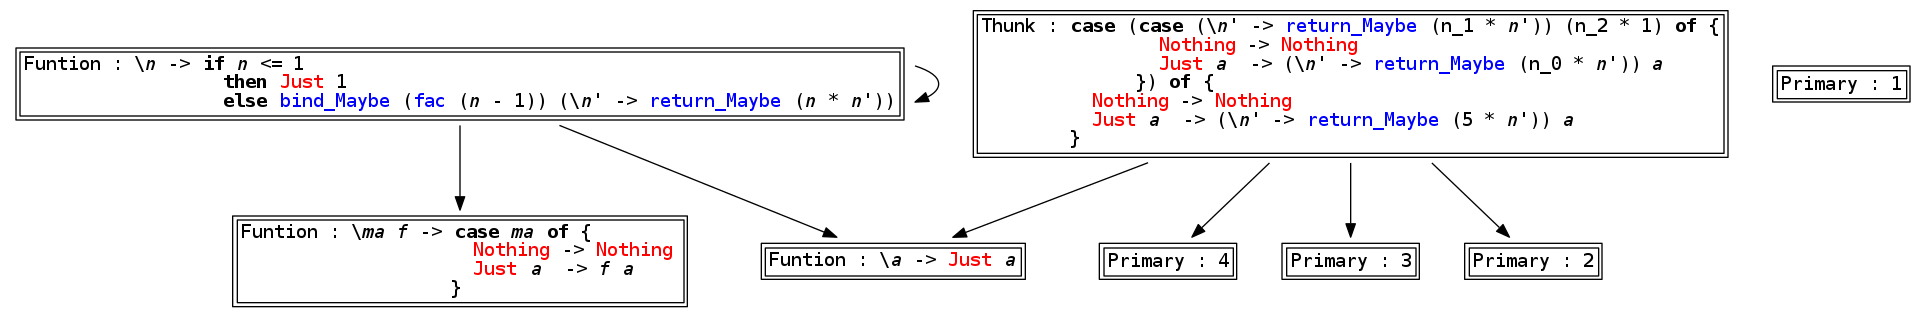 Funtion : \n -> if n <= 1
then Just 1
else bind_Maybe (fac (n - 1)) (\n' -> return_Maybe (n * n'))
Thunk : case (case (\n' -> return_Maybe (n_1 * n')) (n_2 * 1) of {
Nothing -> Nothing
Just a  -> (\n' -> return_Maybe (n_0 * n')) a
}) of {
Nothing -> Nothing
Just a  -> (\n' -> return_Maybe (5 * n')) a
}
Primary : 1
Funtion : \ma f -> case ma of {
Nothing -> Nothing
Just a  -> f a
}
Funtion : \a -> Just a
Primary : 4
Primary : 3
Primary : 2